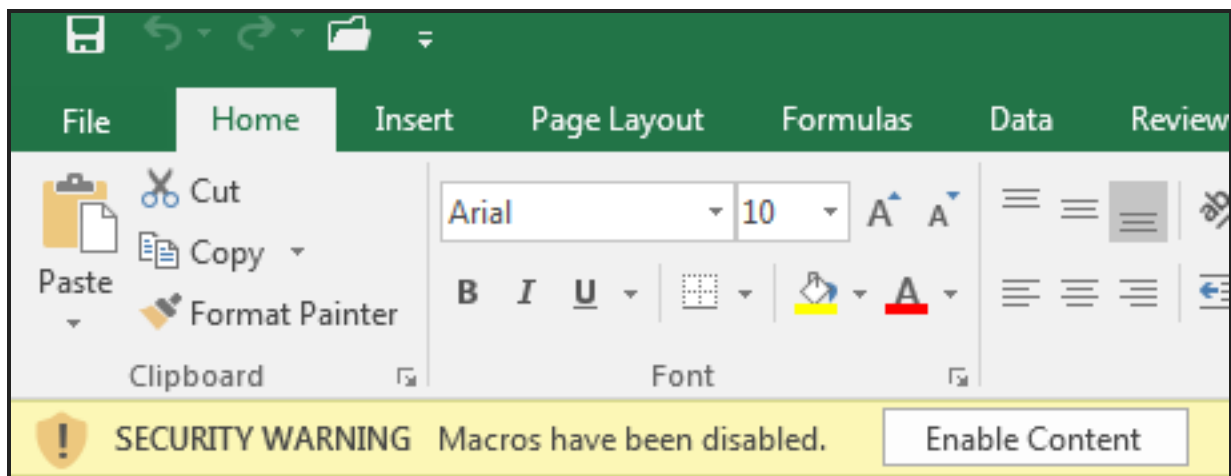 File Home Insert Page Layout Formulas Data Review
Cut
Arial 10
Copy
Paste
B I U A
Format Painter
Clipboard Font
SECURITY WARNING Macros have been disabled. Enable Content